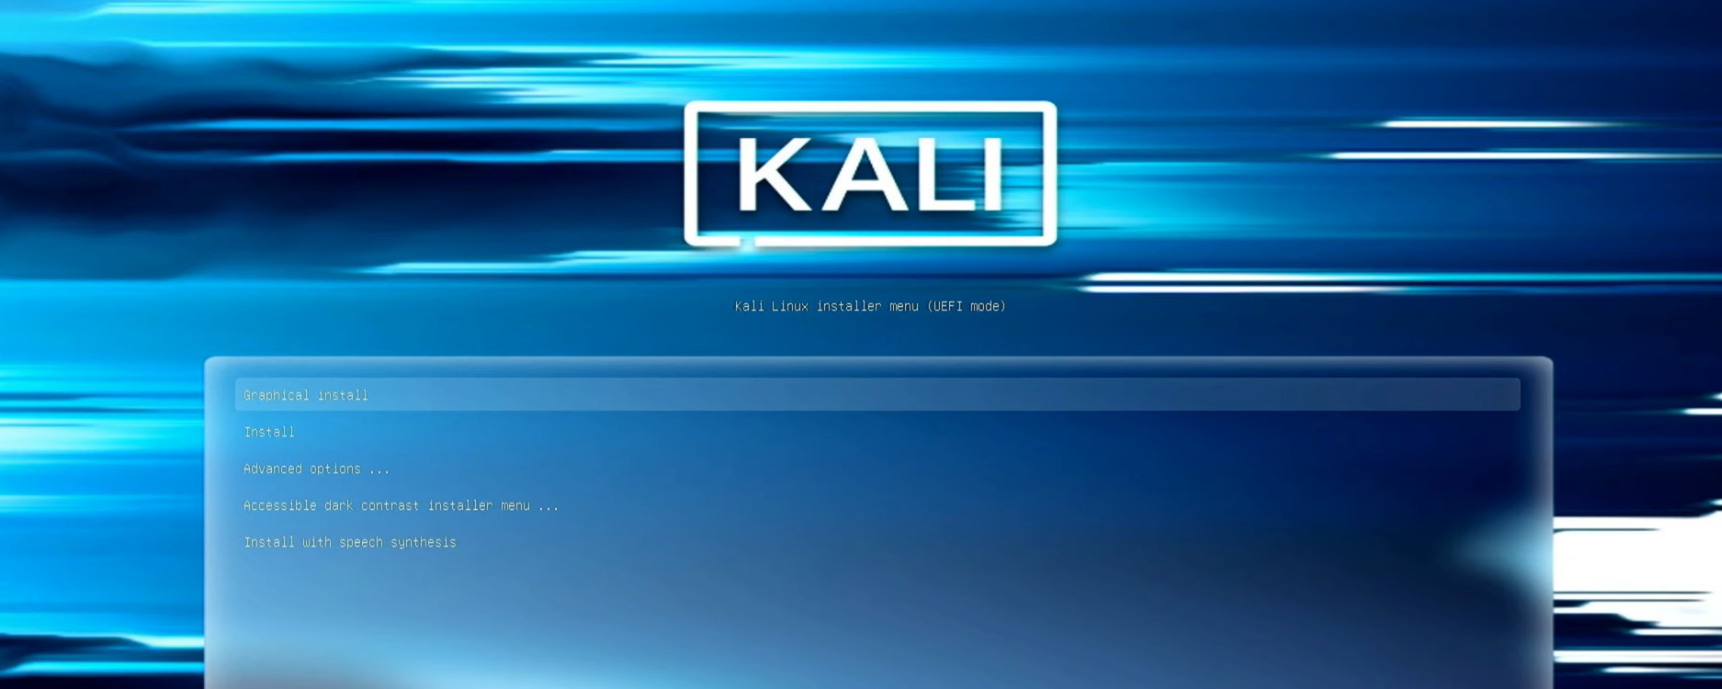 KALI
Kali Linux installer menu (UEFI mode)
Graphical install
Install
Advanced options ...
Accessible dark contrast installer menu ...
Install with speech synthesis